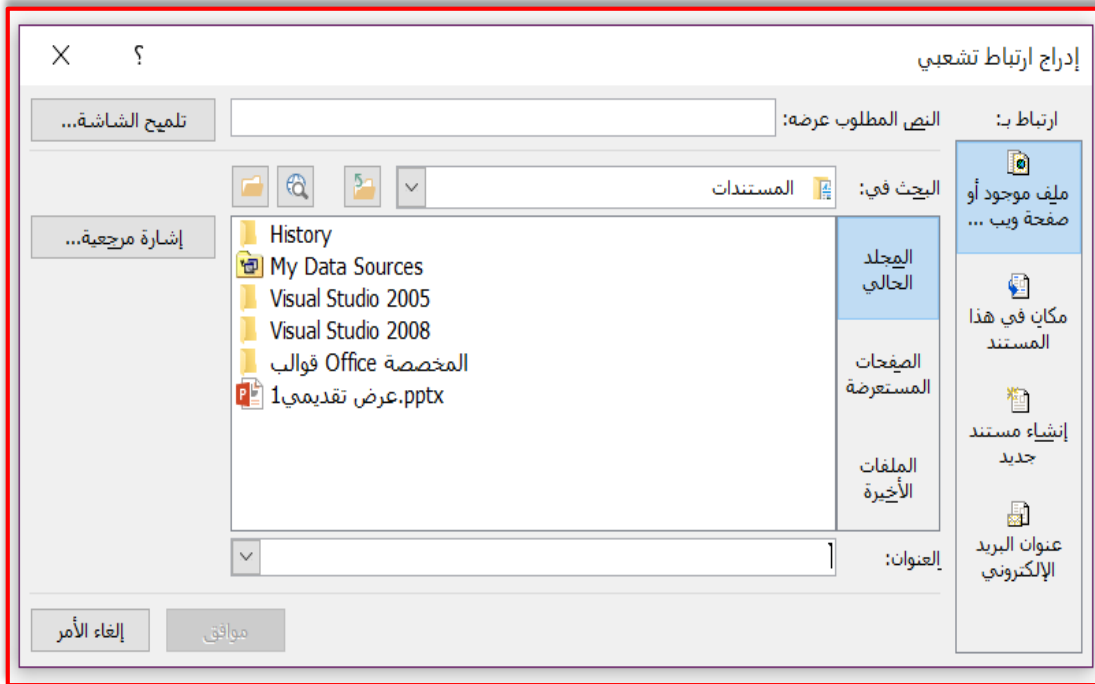 إدراج ارتباط تشعبي
؟
ارتباط بـ:
النص المطلوب عرضه:
تلميح الشاشة...
ملف موجود أو
صفحة ويب ...
مكان في هذا
المستند
إنشاء مستند
جديد
عنوان البريد
الإلكتروني
البحث في:
المستندات
المجلد
الحالي
الصفحات
المستعرضة
الملفات
الأخيرة
History
My Data Sources
Visual Studio 2005
Visual Studio 2008
قوالب Office المخصصة
عرض تقديمي1.pptx
إشارة مرجعية...
العنوان:
موافق
إلغاء الأمر